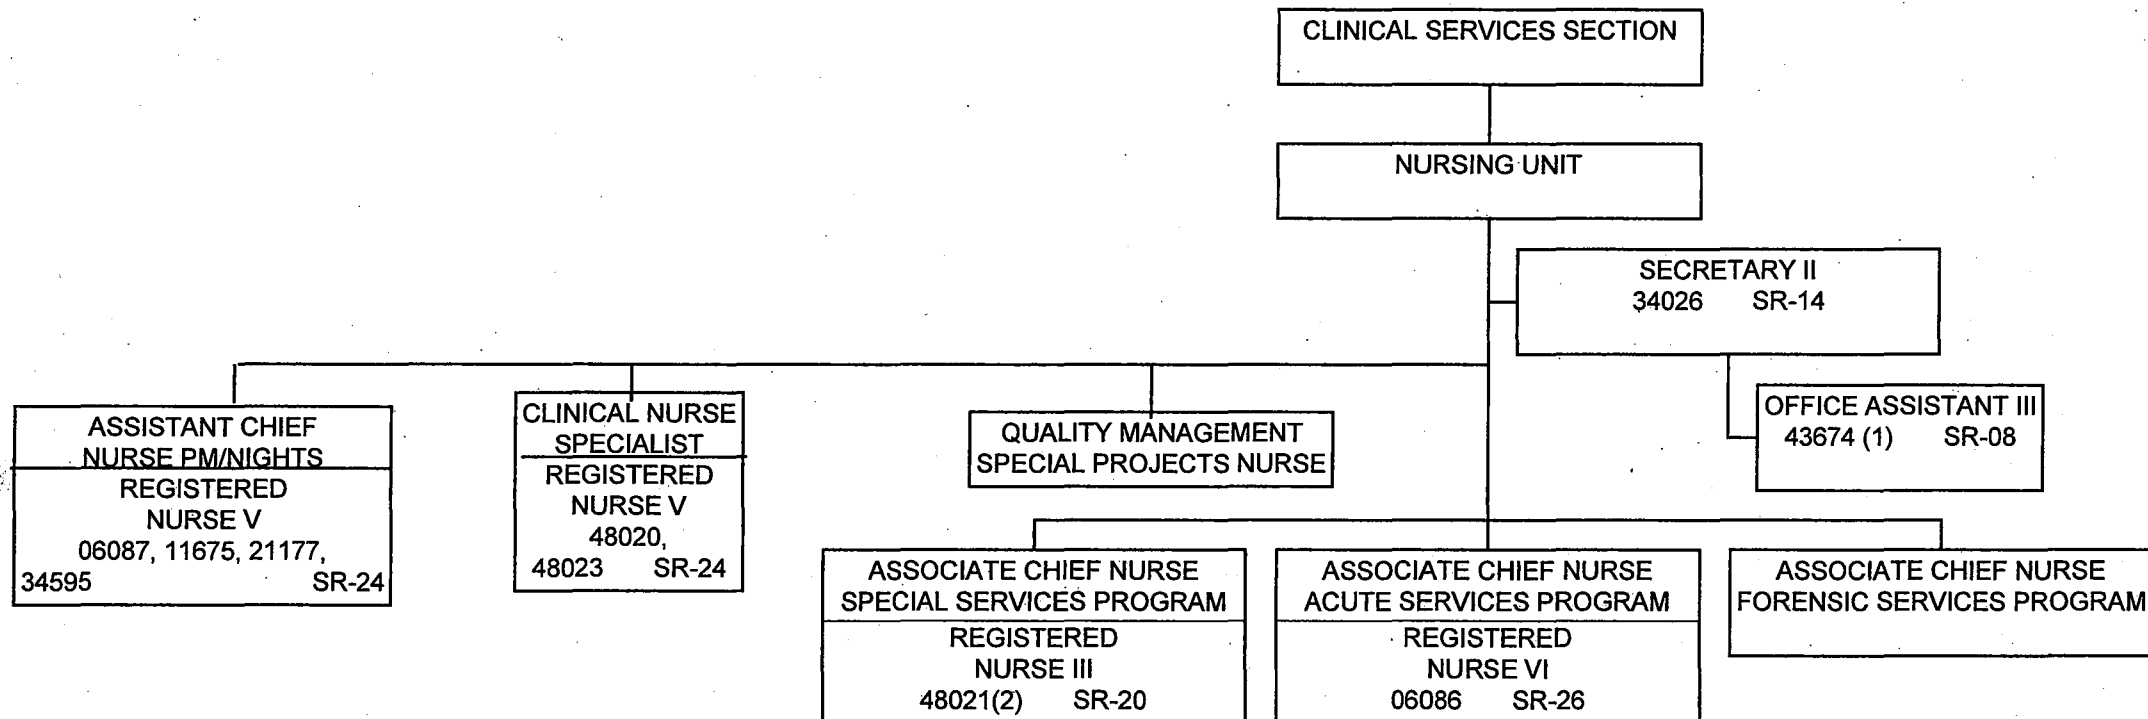 CLINICAL SERVICES SECTION
NURSING UNIT
SECRETARY II
34026 SR-14
OFFICE ASSISTANT III
43674 (1) SR-08
ASSISTANT CHIEF
NURSE PM/NIGHTS
REGISTERED
NURSE V
06087, 11675, 21177,
34595 SR-24
CLINICAL NURSE
SPECIALIST
REGISTERED
NURSE V
48020,
48023 SR-24
QUALITY MANAGEMENT
SPECIAL PROJECTS NURSE
ASSOCIATE CHIEF NURSE
SPECIAL SERVICES PROGRAM
REGISTERED
NURSE III
48021(2) SR-20
ASSOCIATE CHIEF NURSE
ACUTE SERVICES PROGRAM
REGISTERED
NURSE VI
06086 SR-26
ASSOCIATE CHIEF NURSE
FORENSIC SERVICES PROGRAM